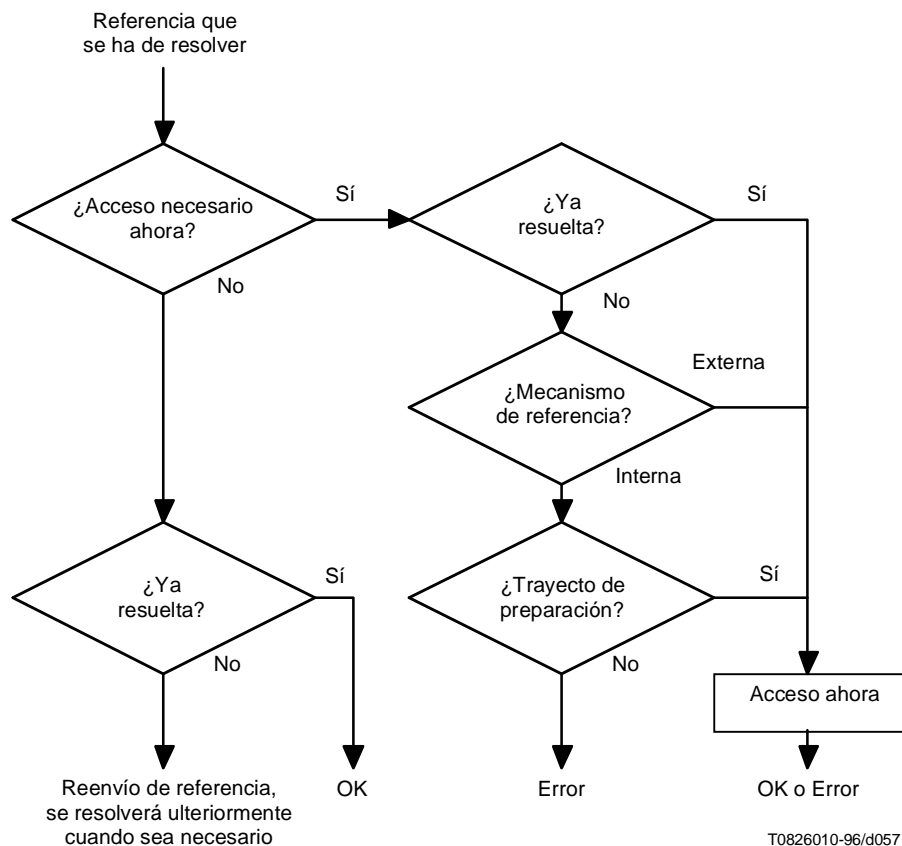 Referencia que
se ha de resolver
¿Acceso necesario
ahora?
Sí
¿Ya
resuelta?
Sí
No
No
Externa
¿Mecanismo
de referencia?
Interna
¿Ya
resuelta?
Sí
¿Trayecto de
preparación?
Sí
No
No
Acceso ahora
Reenvío de referencia,
se resolverá ulteriormente
cuando sea necesario
OK
Error
OK o Error
T0826010-96/d057